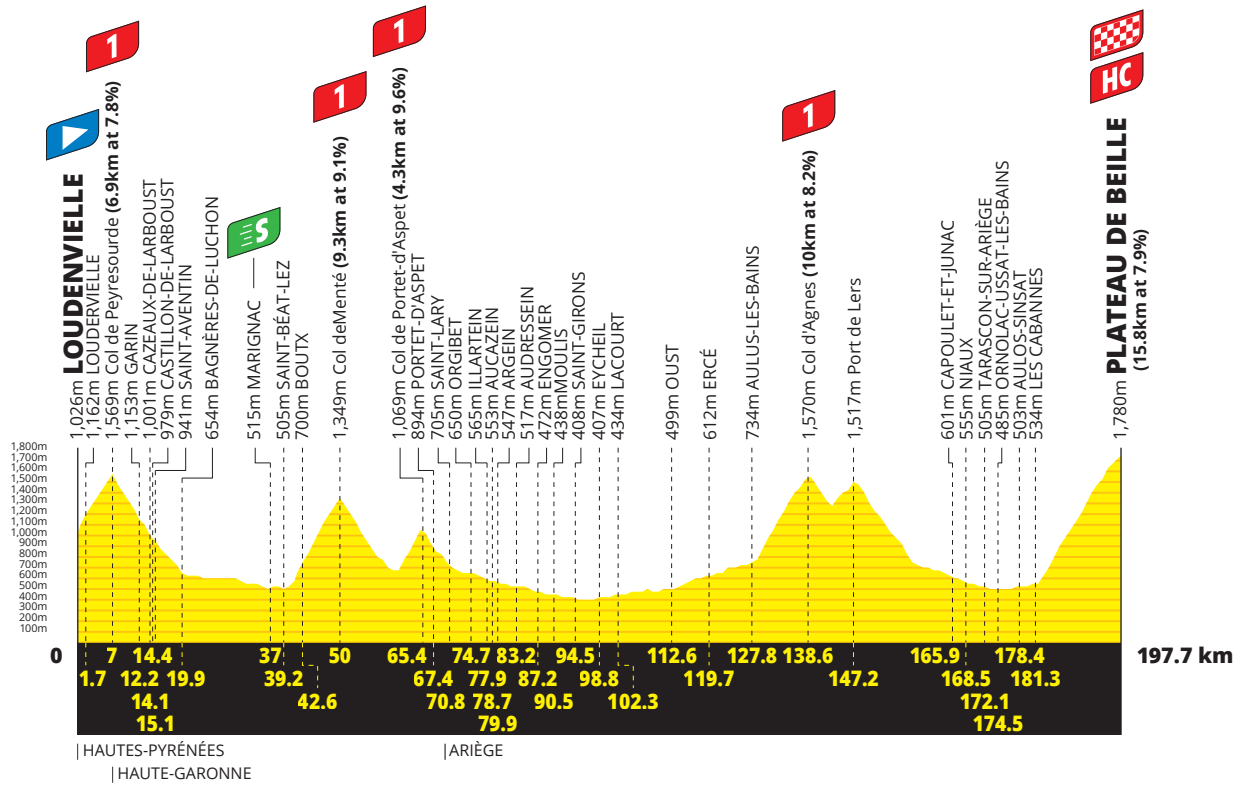 1
1
1
1
HC
S
LOUDENVIELLE
PLATEAU DE BEILLE
(15.8km at 7.9%)
1,026m
1,162m LOUDERVIELLE
1,569m Col de Peyresourde (6.9km at 7.8%)
1,153m GARIN
1,001m CAZEAUX-DE-LARBOUST
979m CASTILLON-DE-LARBOUST
941m SAINT-AVENTIN
654m BAGNÈRES-DE-LUCHON
515m MARIGNAC
505m SAINT-BÉAT-LEZ
700m BOUTX
1,349m Col deMenté (9.3km at 9.1%)
1,069m Col de Portet-d'Aspet (4.3km at 9.6%)
894m PORTET-D'ASPET
705m SAINT-LARY
650m ORGIBET
565m ILLARTEIN
553m AUCAZEIN
547m ARGEIN
517m AUDRESSEIN
472m ENGOMER
438mMOULIS
408m SAINT-GIRONS
407m EYCHEIL
434m LACOURT
499m OUST
612m ERCÉ
734m AULUS-LES-BAINS
1,570m Col d'Agnes (10km at 8.2%)
1,517m Port de Lers
601m CAPOULET-ET-JUNAC
555m NIAUX
505m TARASCON-SUR-ARIÈGE
485m ORNOLAC-USSAT-LES-BAINS
503m AULOS-SINSAT
534m LES CABANNES
1,780m
1,800m
1,700m
1,600m
1,500m
1,400m
1,300m
1,200m
1,100m
1,000m
900m
800m
700m
600m
500m
400m
300m
200m
100m
0 7 14.4 37 50 65.4 74.7 83.2 94.5 112.6 127.8 138.6 165.9 178.4 197.7 km
1.7 12.2 19.9 39.2 67.4 77.9 87.2 98.8 119.7 147.2 168.5 181.3
14.1 42.6 70.8 78.7 90.5 102.3 172.1
15.1 79.9 174.5
HAUTES-PYRÉNÉES ARIÈGE
HAUTE-GARONNE